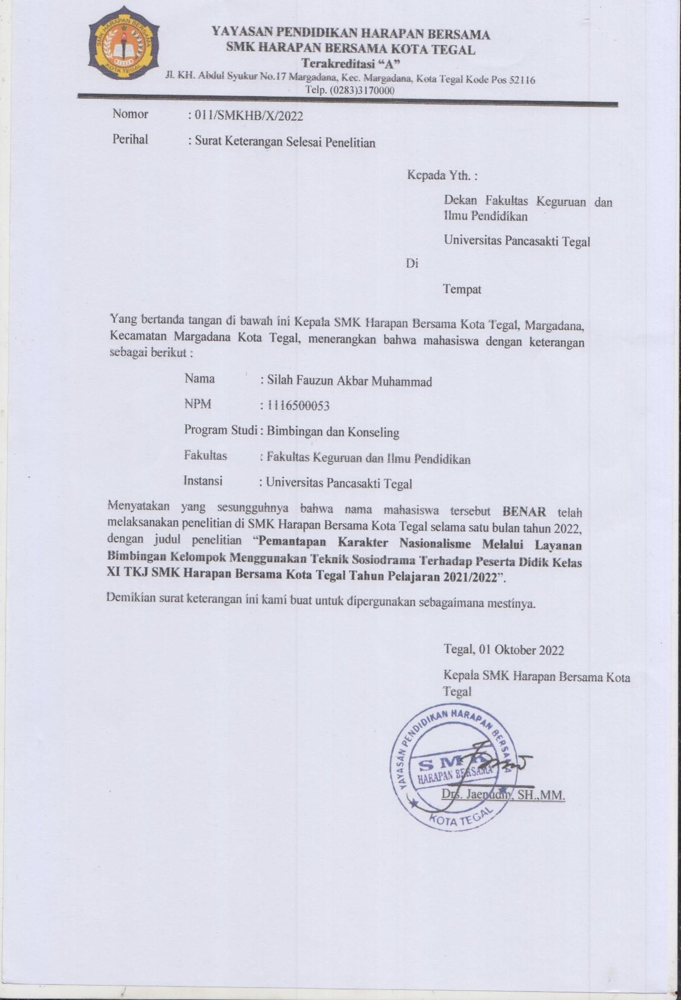 SMK HARAPAN BERSAMA
KOTA TEGAL
YAYASAN PENDIDIKAN HARAPAN BERSAMA
SMK HARAPAN BERSAMA KOTA TEGAL
Terakreditasi “A”
Jl. KH. Abdul Syukur No.17 Margadana, Kec. Margadana, Kota Tegal Kode Pos 52116
Telp. (0283)3170000
Nomor : 011/SMKHB/X/2022
Perihal : Surat Keterangan Selesai Penelitian
Kepada Yth. :
Dekan Fakultas Keguruan dan
Ilmu Pendidikan
Universitas Pancasakti Tegal
Di
Tempat
Yang bertanda tangan di bawah ini Kepala SMK Harapan Bersama Kota Tegal, Margadana,
Kecamatan Margadana Kota Tegal, menerangkan bahwa mahasiswa dengan keterangan
sebagai berikut :
Nama : Silah Fauzun Akbar Muhammad
NPM : 1116500053
Program Studi : Bimbingan dan Konseling
Fakultas : Fakultas Keguruan dan Ilmu Pendidikan
Instansi : Universitas Pancasakti Tegal
Menyatakan yang sesungguhnya bahwa nama mahasiswa tersebut BENAR telah
melaksanakan penelitian di SMK Harapan Bersama Kota Tegal selama satu bulan tahun 2022,
dengan judul penelitian “Pemantapan Karakter Nasionalisme Melalui Layanan
Bimbingan Kelompok Menggunakan Teknik Sosiodrama Terhadap Peserta Didik Kelas
XI TKJ SMK Harapan Bersama Kota Tegal Tahun Pelajaran 2021/2022”.
Demikian surat keterangan ini kami buat untuk dipergunakan sebagaimana mestinya.
Tegal, 01 Oktober 2022
Kepala SMK Harapan Bersama Kota
Tegal
YAYASAN PENDIDIKAN HARAPAN BERSAMA
SMK
HARAPAN BERSAMA
KOTA TEGAL
Drs. Jaenudin, SH.,MM.